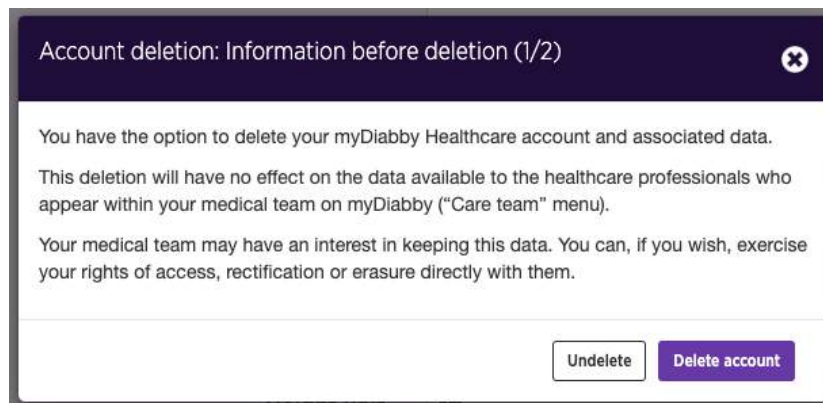 Account deletion: Information before deletion (1/2)
You have the option to delete your myDiabby Healthcare account and associated data.
This deletion will have no effect on the data available to the healthcare professionals who
appear within your medical team on myDiabby (“Care team” menu).
Your medical team may have an interest in keeping this data. You can, if you wish, exercise
your rights of access, rectification or erasure directly with them.
Undelete Delete account